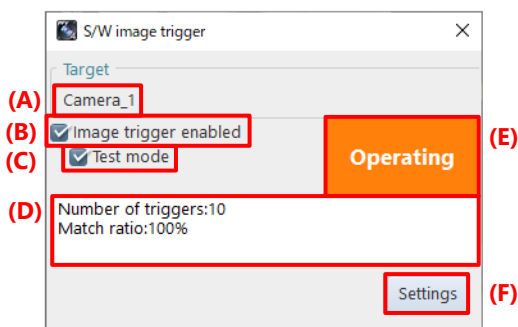 S/W image trigger
Target
(A) Camera_1
(B) Image trigger enabled
(C) Test mode
Operating (E)
(D) Number of triggers:10
Match ratio:100%
Settings (F)